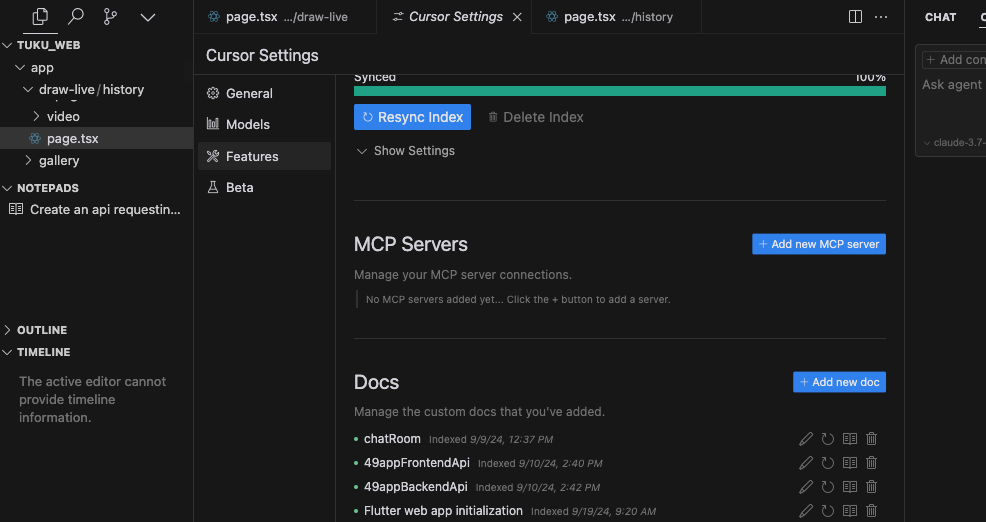 page.tsx .../draw-live
Cursor Settings
page.tsx .../history
CHAT
TUKU_WEB
app
draw-live/history
video
page.tsx
gallery
NOTEPADS
Create an api requestin...
OUTLINE
TIMELINE
The active editor cannot
provide timeline
information.
Cursor Settings
General
Models
Features
Beta
Synced 100%
Resync Index
Delete Index
Show Settings
MCP Servers
+ Add new MCP server
Manage your MCP server connections.
No MCP servers added yet... Click the + button to add a server.
Docs
+ Add new doc
Manage the custom docs that you've added.
chatRoom Indexed 9/9/24, 12:37 PM
49appFrontendApi Indexed 9/10/24, 2:40 PM
49appBackendApi Indexed 9/10/24, 2:42 PM
Flutter web app initialization Indexed 9/19/24, 9:20 AM
+ Add con
Ask agent
claude-3.7-